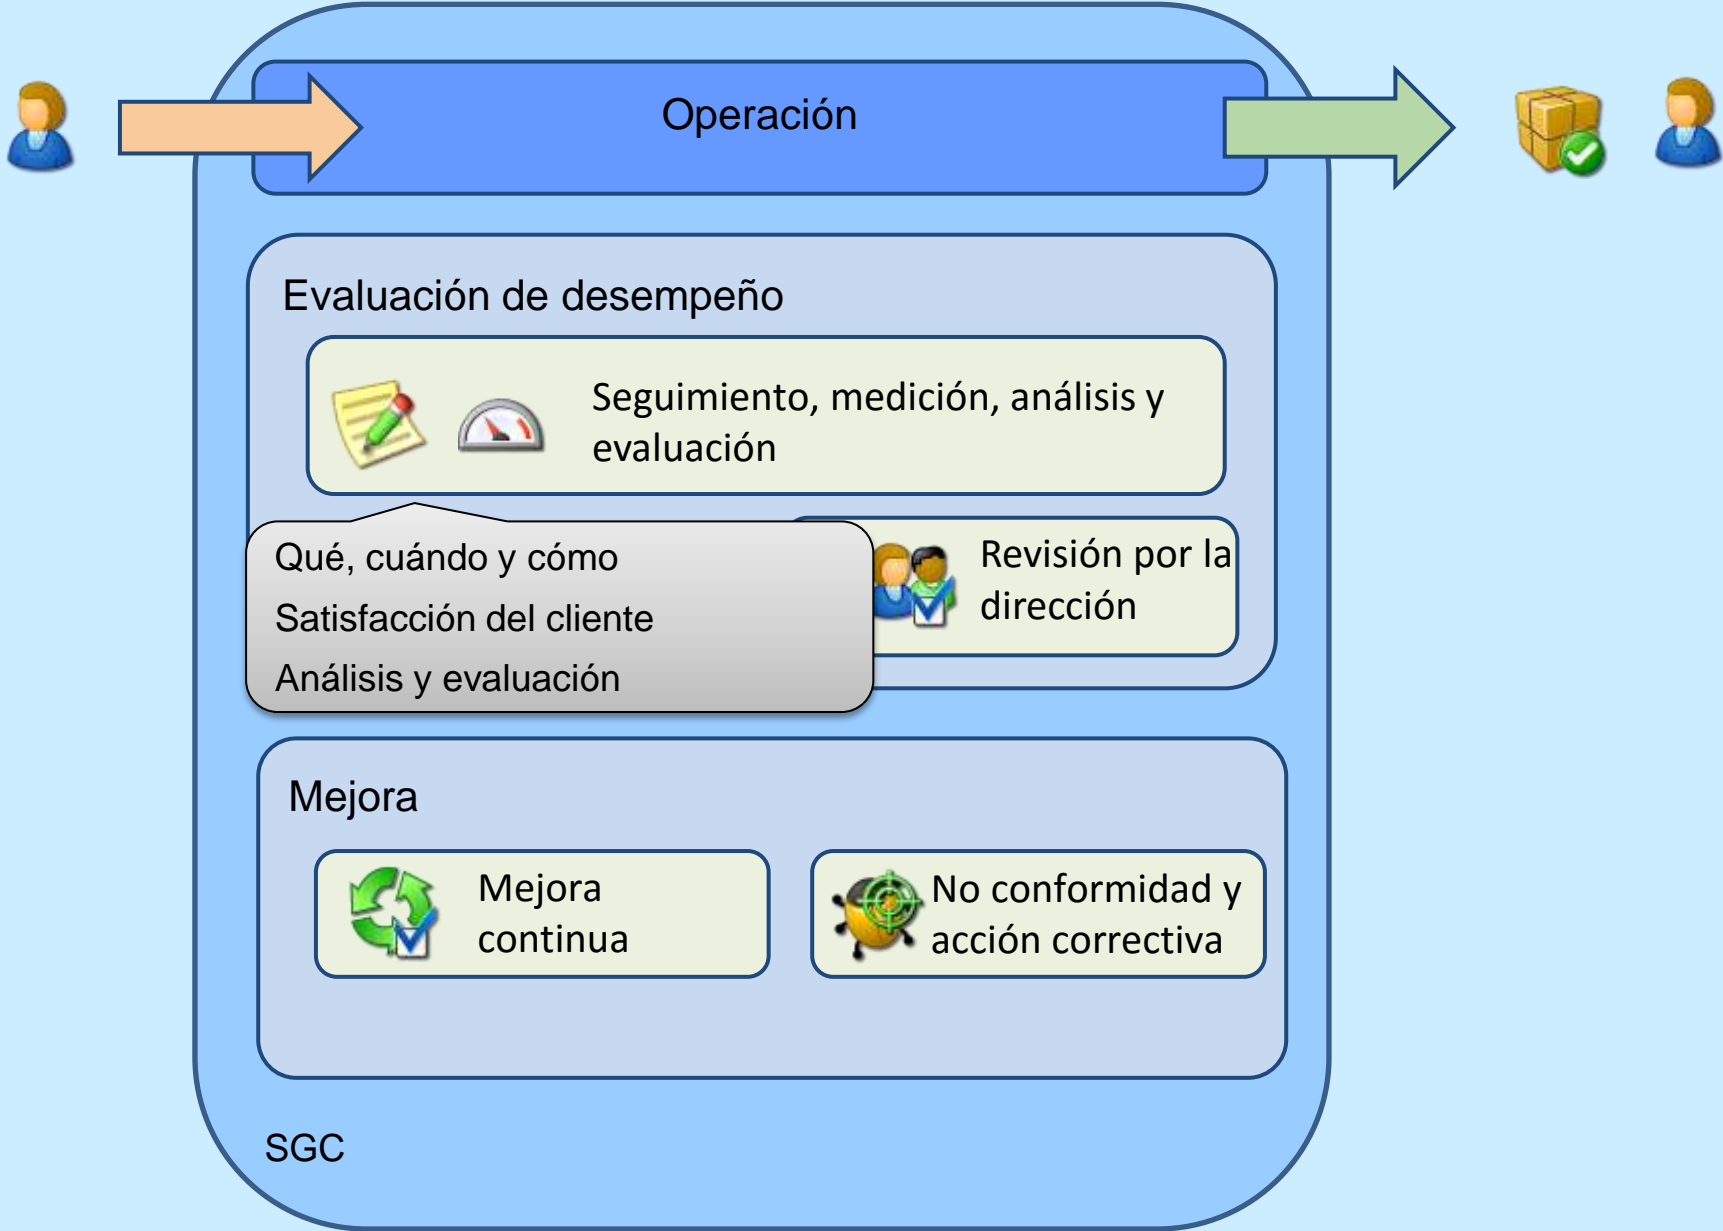 Operación
Evaluación de desempeño
Seguimiento, medición, análisis y
evaluación
Qué, cuándo y cómo
Satisfacción del cliente
Análisis y evaluación
Revisión por la
dirección
Mejora
Mejora
continua
No conformidad y
acción correctiva
SGC